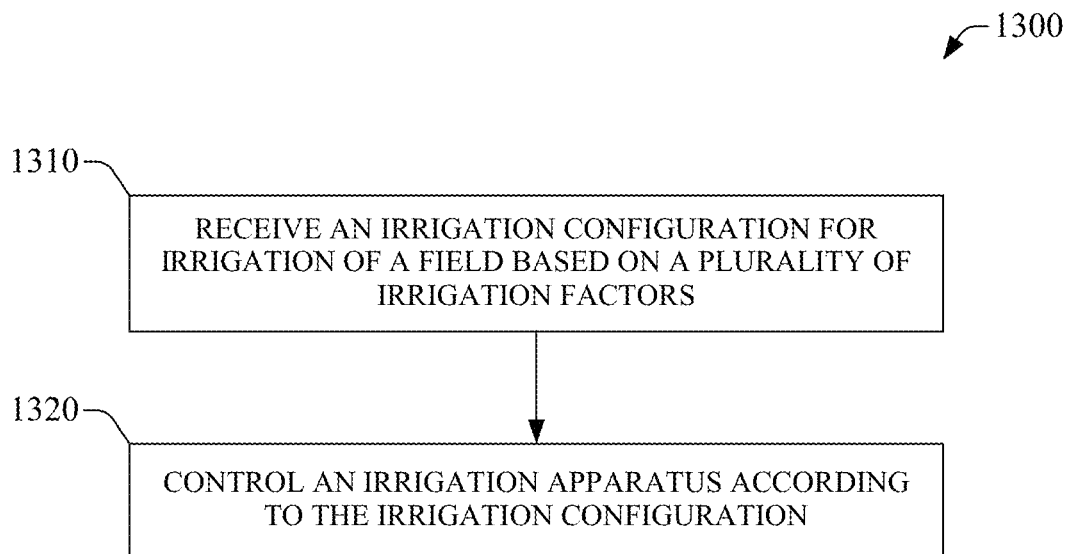 1300
1310
RECEIVE AN IRRIGATION CONFIGURATION FOR
IRRIGATION OF A FIELD BASED ON A PLURALITY OF
IRRIGATION FACTORS
1320
CONTROL AN IRRIGATION APPARATUS ACCORDING
TO THE IRRIGATION CONFIGURATION